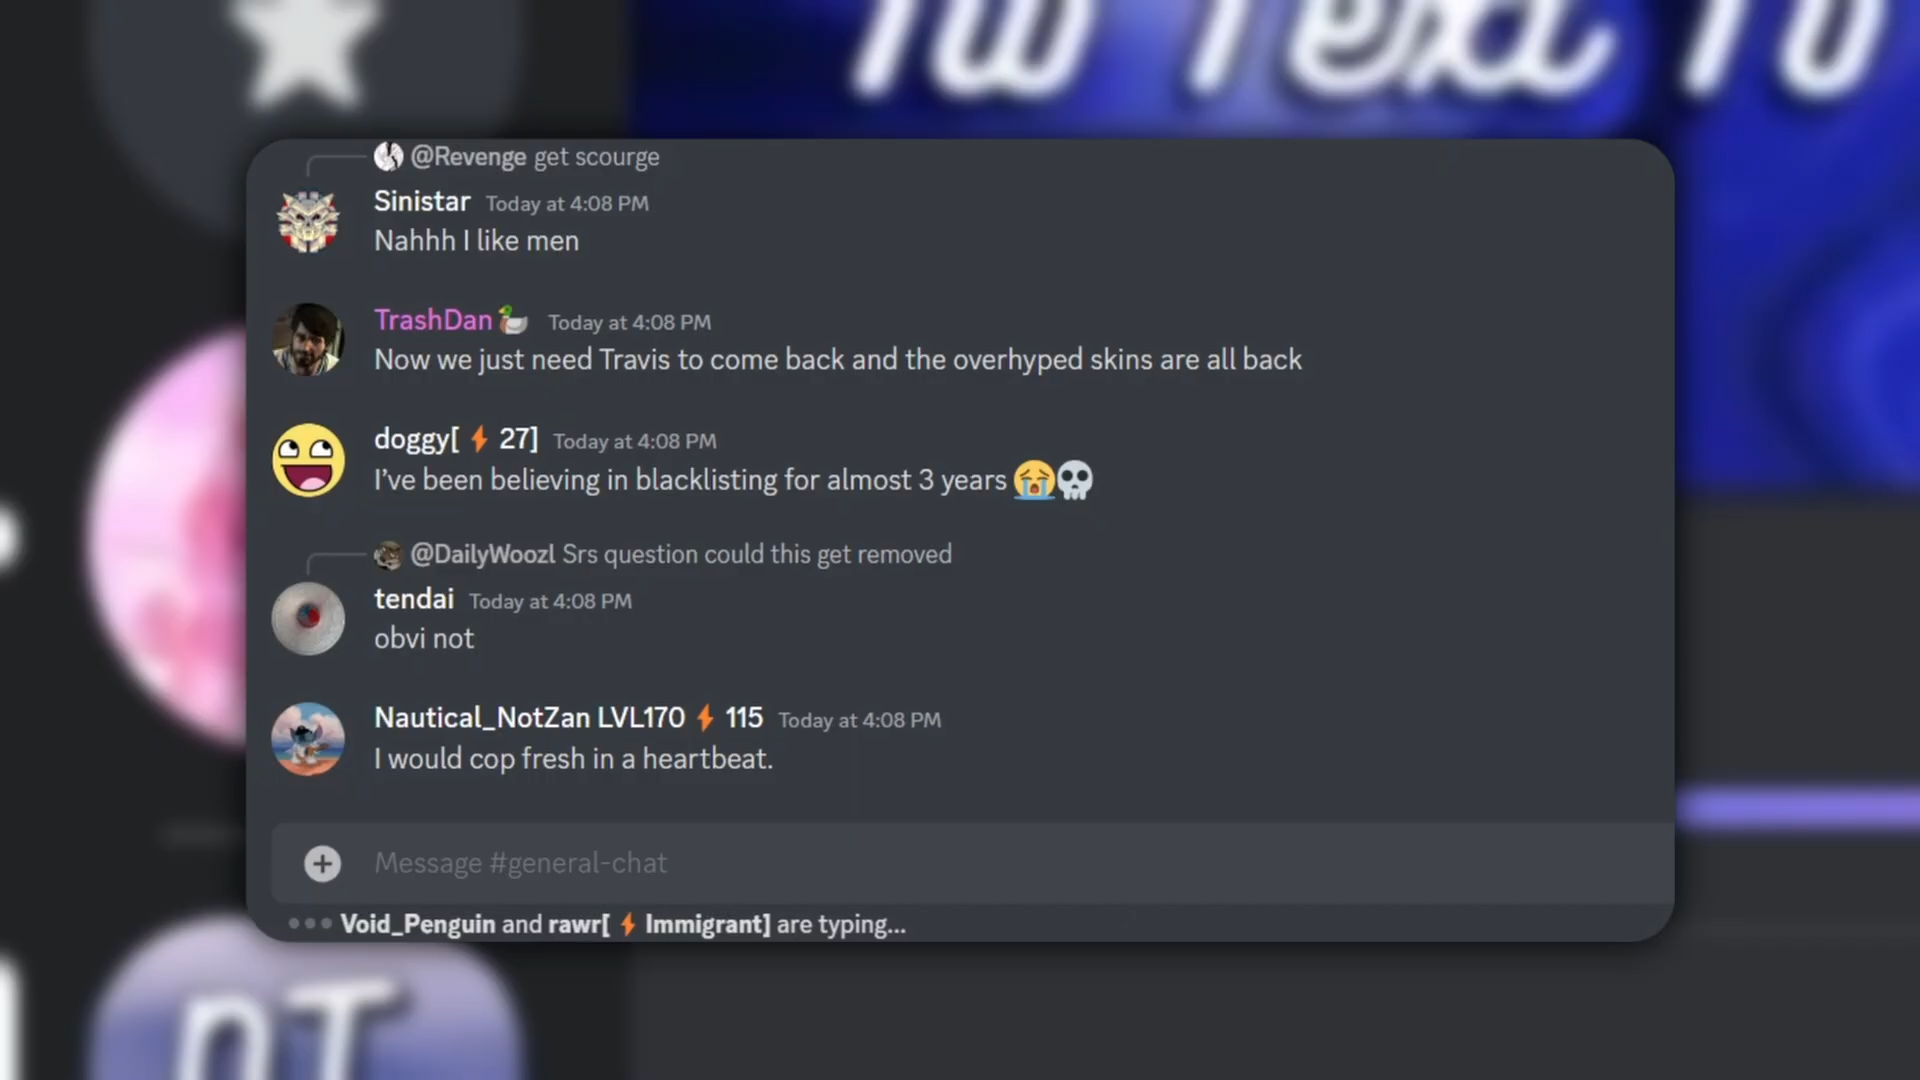 Tw Text To
@Revenge get scourge
Sinistar Today at 4:08 PM
Nahhh I like men
TrashDan🦆 Today at 4:08 PM
Now we just need Travis to come back and the overhyped skins are all back
doggy[⚡27] Today at 4:08 PM
I’ve been believing in blacklisting for almost 3 years 😭💀
@DailyWoozl Srs question could this get removed
tendai Today at 4:08 PM
obvi not
Nautical_NotZan LVL170⚡115 Today at 4:08 PM
I would cop fresh in a heartbeat.
Message #general-chat
Void_Penguin and rawr[⚡Immigrant] are typing...